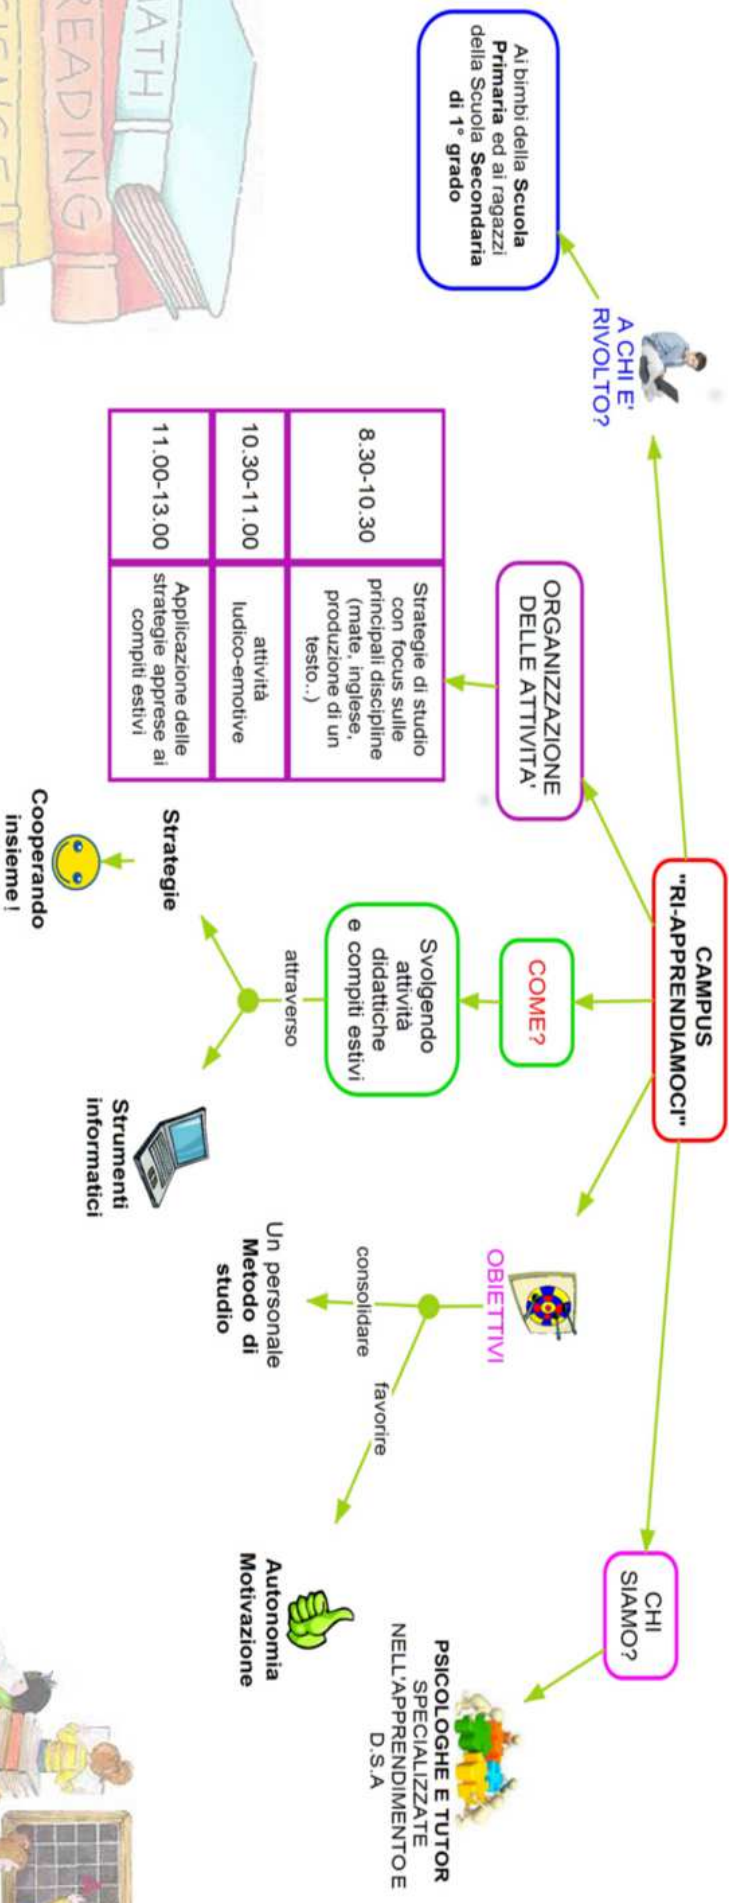 CAMPUS
"RI-APPRENDIAMOCI"
A CHI E'
RIVOLTO?
Ai bimbi della Scuola
Primaria ed ai ragazzi
della Scuola Secondaria
di 1° grado
ORGANIZZAZIONE
DELLE ATTIVITA'
8.30-10.30
Strategie di studio
con focus sulle
principali discipline
(mate, inglese,
produzione di un
testo..)
10.30-11.00
attività
ludico-emotive
11.00-13.00
Applicazione delle
strategie apprese ai
compiti estivi
COME?
Svolgendo
attività
didattiche
e compiti estivi
attraverso
Strategie
Cooperando
insieme !
Strumenti
informatici
OBIETTIVI
consolidare
Un personale
Metodo di
studio
favorire
Autonomia
Motivazione
CHI
SIAMO?
PSICOLOGHE E TUTOR
SPECIALIZZATE
NELL'APPRENDIMENTO E
D.S.A
MATH
READING